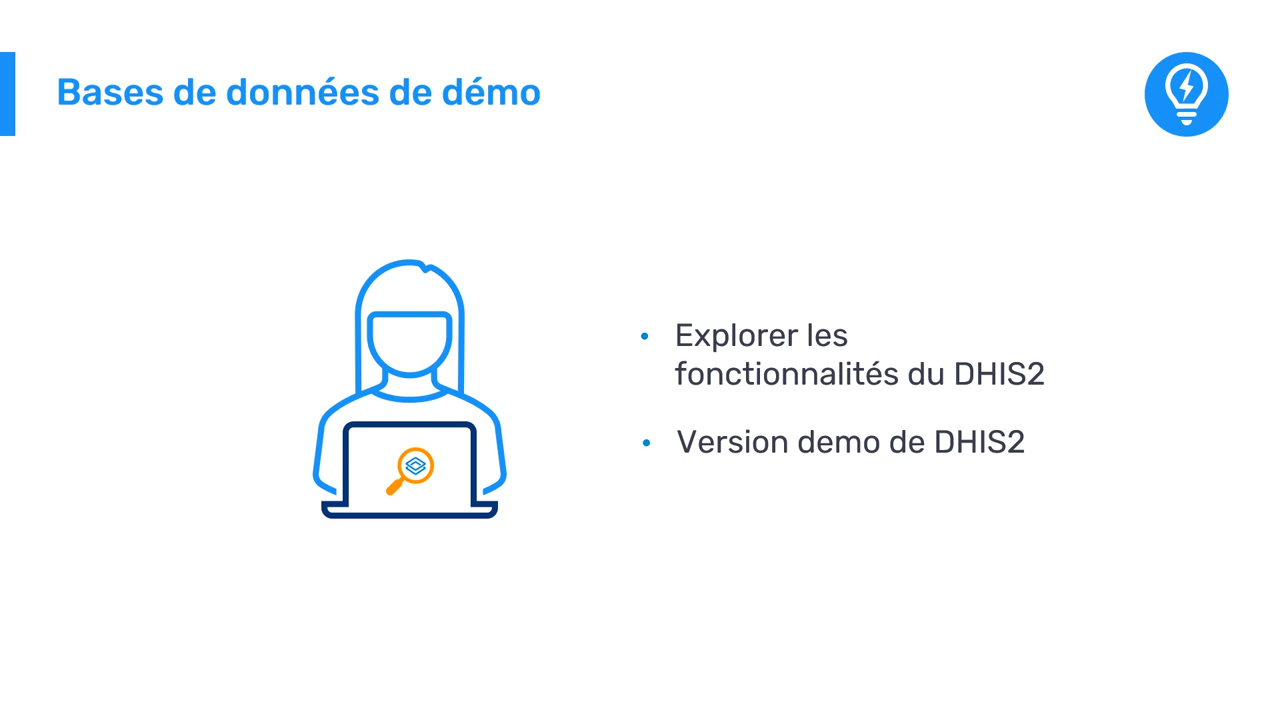 Bases de données de démo
• Explorer les
fonctionnalités du DHIS2
• Version demo de DHIS2